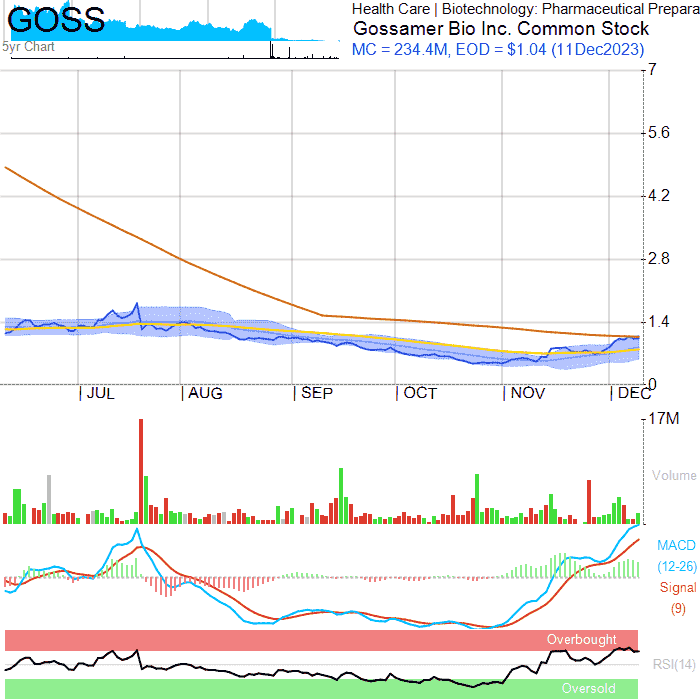 GOSS
Health Care | Biotechnology: Pharmaceutical Prepara
Gossamer Bio Inc. Common Stock
5yr Chart
MC = 234.4M, EOD = $1.04 (11Dec2023)
7
5.6
4.2
2.8
1.4
0
| JUL
| AUG
| SEP
| OCT
| NOV
| DEC
17M
Volume
MACD
(12-26)
Signal
(9)
Overbought
RSI(14)
Oversold